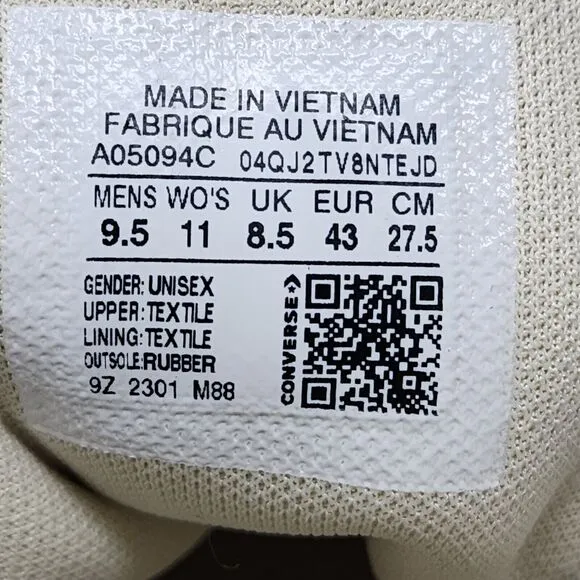 MADE IN VIETNAM
FABRIQUE AU VIETNAM
A05094C 04QJ2TV8NTEJD
MENS WO'S UK EUR CM
9.5 11 8.5 43 27.5
GENDER: UNISEX
UPPER: TEXTILE
LINING: TEXTILE
OUTSOLE: RUBBER
9Z 2301 M88
CONVERSE